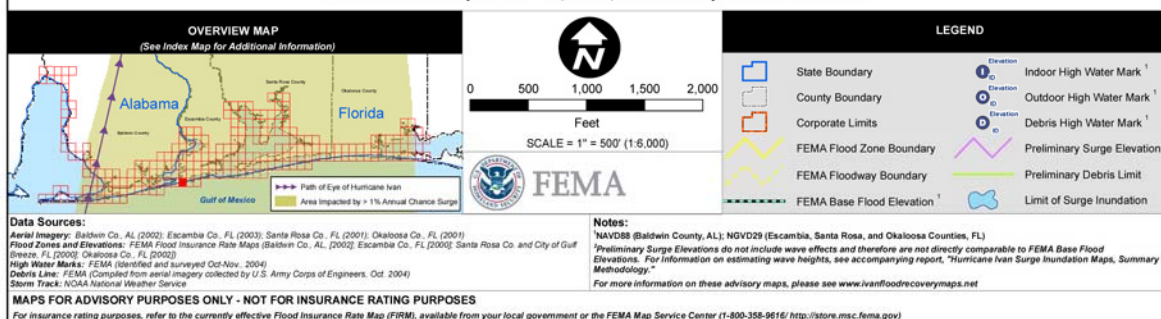 OVERVIEW MAP
(See Index Map for Additional Information)
Santa Rosa County
Okaloosa County
Alabama
Escambia County
Florida
Baldwin County
Gulf of Mexico
Path of Eye of Hurricane Ivan
Area Impacted by > 1% Annual Chance Surge
N
0 500 1,000 1,500 2,000
Feet
SCALE = 1" = 500' (1:6,000)
DEPARTMENT OF HOMELAND SECURITY
FEMA
LEGEND
State Boundary
County Boundary
Corporate Limits
FEMA Flood Zone Boundary
FEMA Floodway Boundary
FEMA Base Flood Elevation 1
Elevation
I ID Indoor High Water Mark 1
Elevation
O ID Outdoor High Water Mark 1
Elevation
D ID Debris High Water Mark 1
Preliminary Surge Elevation
Preliminary Debris Limit
Limit of Surge Inundation
Data Sources:
Aerial Imagery: Baldwin Co., AL (2002); Escambia Co., FL (2003); Santa Rosa Co., FL (2001); Okaloosa Co., FL (2001)
Flood Zones and Elevations: FEMA Flood Insurance Rate Maps (Baldwin Co., AL, [2002]; Escambia Co., FL [2000]; Santa Rosa Co. and City of Gulf
Breeze, FL [2000]; Okaloosa Co., FL [2002])
High Water Marks: FEMA (Identified and surveyed Oct-Nov., 2004)
Debris Line: FEMA (Compiled from aerial imagery collected by U.S. Army Corps of Engineers, Oct. 2004)
Storm Track: NOAA National Weather Service
Notes:
1NAVD88 (Baldwin County, AL); NGVD29 (Escambia, Santa Rosa, and Okaloosa Counties, FL)
2Preliminary Surge Elevations do not include wave effects and therefore are not directly comparable to FEMA Base Flood
Elevations. For Information on estimating wave heights, see accompanying report, "Hurricane Ivan Surge Inundation Maps, Summary
Methodology."
For more information on these advisory maps, please see www.ivanfloodrecoverymaps.net
MAPS FOR ADVISORY PURPOSES ONLY - NOT FOR INSURANCE RATING PURPOSES
For insurance rating purposes, refer to the currently effective Flood Insurance Rate Map (FIRM), available from your local government or the FEMA Map Service Center (1-800-358-9616/ http://store.msc.fema.gov)